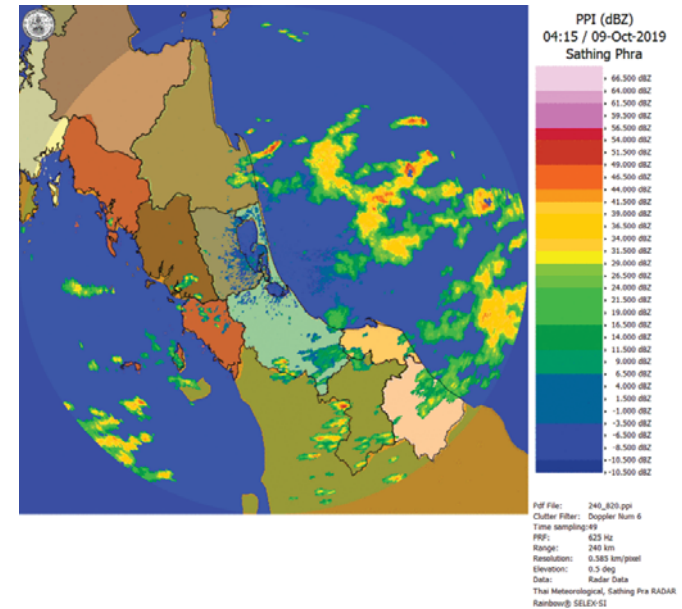 PPI (dBZ)
04:15 / 09-Oct-2019
Sathing Phra
66.500 dBZ
64.000 dBZ
61.500 dBZ
59.500 dBZ
56.500 dBZ
54.000 dBZ
51.500 dBZ
49.000 dBZ
46.500 dBZ
44.000 dBZ
41.500 dBZ
39.000 dBZ
36.500 dBZ
34.000 dBZ
31.500 dBZ
29.000 dBZ
26.500 dBZ
24.000 dBZ
21.500 dBZ
19.000 dBZ
16.500 dBZ
14.000 dBZ
11.500 dBZ
9.000 dBZ
6.500 dBZ
4.000 dBZ
1.500 dBZ
-1.000 dBZ
-3.500 dBZ
-6.500 dBZ
-8.500 dBZ
-10.500 dBZ
-10.500 dBZ
Pdf File: 240_820.ppi
Clutter Filter: Doppler Num 6
Time sampling:49
PRF: 625 Hz
Range: 240 km
Resolution: 0.585 km/pixel
Elevation: 0.5 deg
Data: Radar Data
Thai Meteorological, Sathing Pra RADAR
Rainbow® SELEX-SI